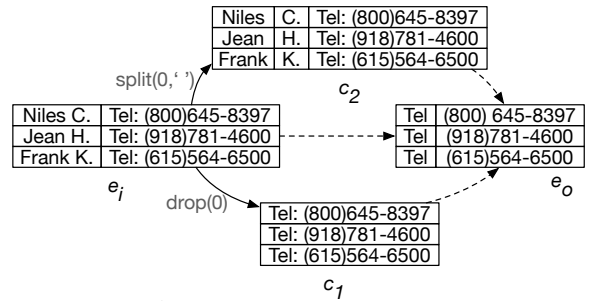 Niles C. Tel: (800)645-8397
Jean H. Tel: (918)781-4600
Frank K. Tel: (615)564-6500
c2
split(0,‘ ’)
Niles C. Tel: (800)645-8397
Jean H. Tel: (918)781-4600
Frank K. Tel: (615)564-6500
ei
Tel (800) 645-8397
Tel (918)781-4600
Tel (615)564-6500
eo
drop(0)
Tel: (800)645-8397
Tel: (918)781-4600
Tel: (615)564-6500
c1